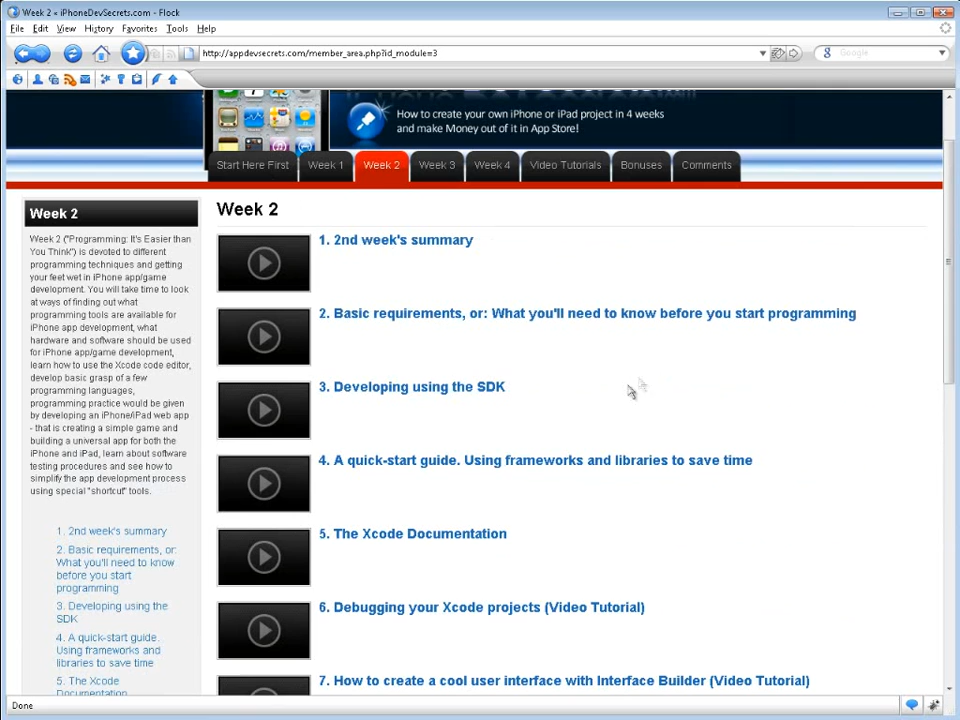 Week 2 « iPhoneDevSecrets.com - Flock
File Edit View History Favorites Tools Help
http://appdevsecrets.com/member_area.php?id_module=3
Google
How to create your own iPhone or iPad project in 4 weeks
and make Money out of it in App Store!
Start Here First Week 1 Week 2 Week 3 Week 4 Video Tutorials Bonuses Comments
Week 2
Week 2 ("Programming: It's Easier than
You Think") is devoted to different
programming techniques and getting
your feet wet in iPhone app/game
development. You will take time to look
at ways of finding out what
programming tools are available for
iPhone app development, what
hardware and software should be used
for iPhone app/game development,
learn how to use the Xcode code editor,
develop basic grasp of a few
programming languages,
programming practice would be given
by developing an iPhone/iPad web app
- that is creating a simple game and
building a universal app for both the
iPhone and iPad, learn about software
testing procedures and see how to
simplify the app development process
using special "shortcut" tools.
1. 2nd week's summary
2. Basic requirements, or:
What you'll need to know
before you start
programming
3. Developing using the
SDK
4. A quick-start guide.
Using frameworks and
libraries to save time
5. The Xcode
Documentation
Week 2
1. 2nd week's summary
2. Basic requirements, or: What you'll need to know before you start programming
3. Developing using the SDK
4. A quick-start guide. Using frameworks and libraries to save time
5. The Xcode Documentation
6. Debugging your Xcode projects (Video Tutorial)
7. How to create a cool user interface with Interface Builder (Video Tutorial)
Done